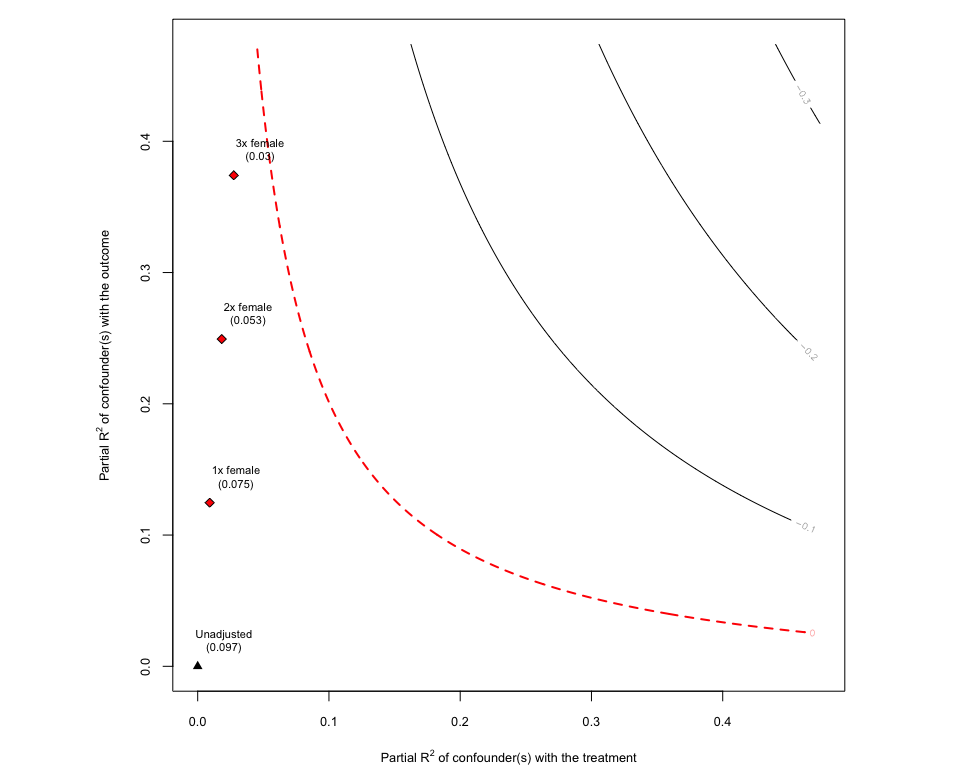 −0.3
0.4
3x female
(0.03)
0.3
2x female
(0.053)
−0.2
Partial R² of confounder(s) with the outcome
0.2
1x female
(0.075)
−0.1
0.1
Unadjusted
(0.097)
0
0.0
0.0 0.1 0.2 0.3 0.4
Partial R² of confounder(s) with the treatment